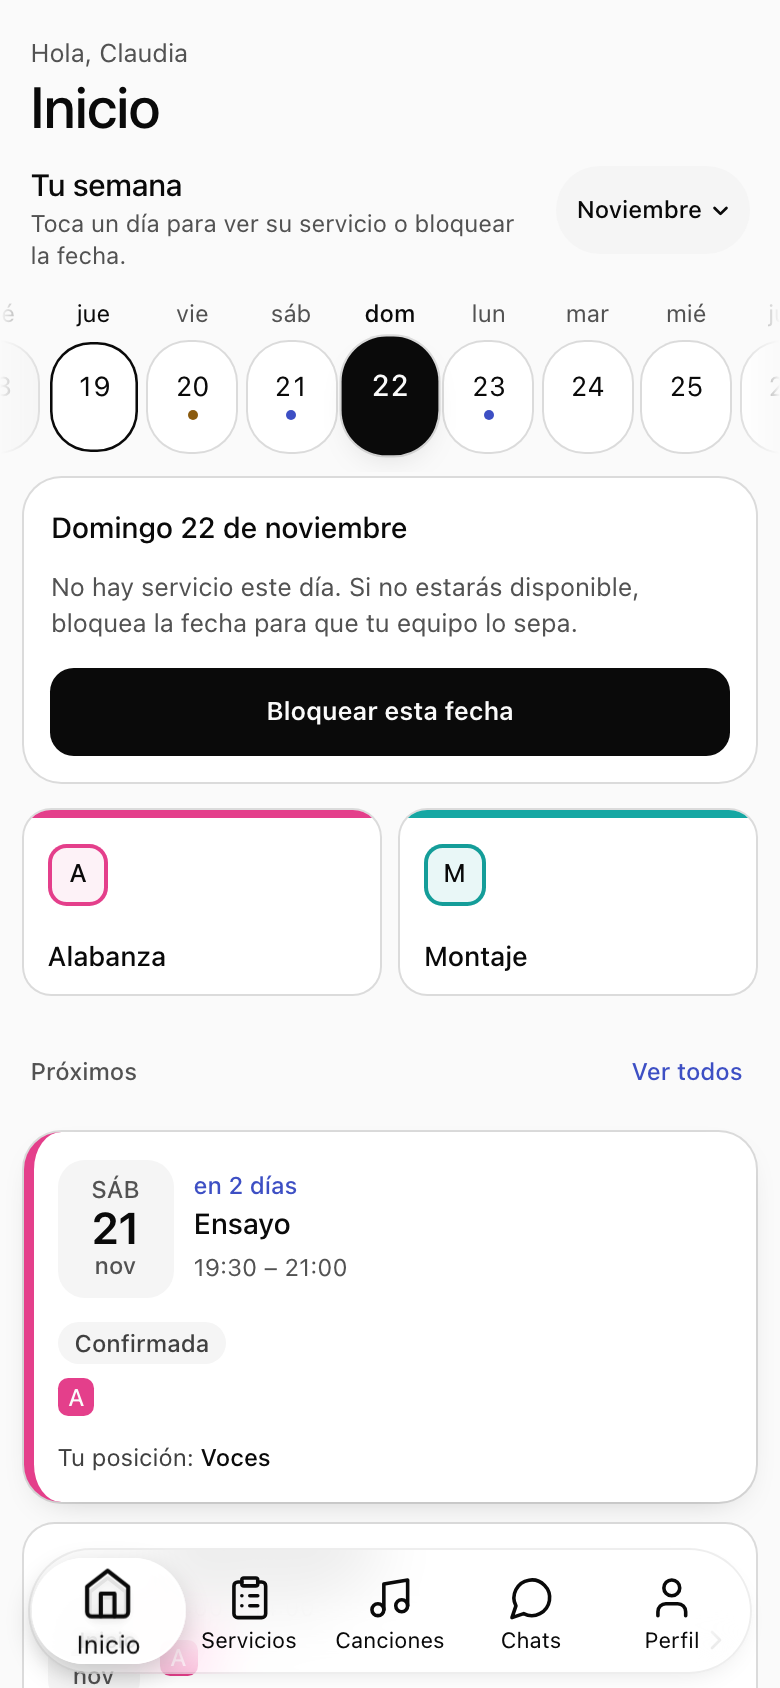 Hola, Claudia
Inicio
Tu semana
Toca un día para ver su servicio o bloquear
la fecha.
Noviembre
é jue vie sáb dom lun mar mié
19 20 21 22 23 24 25
Domingo 22 de noviembre
No hay servicio este día. Si no estarás disponible,
bloquea la fecha para que tu equipo lo sepa.
Bloquear esta fecha
A
Alabanza
M
Montaje
Próximos
Ver todos
SÁB
21
nov
en 2 días
Ensayo
19:30 – 21:00
Confirmada
A
Tu posición: Voces
Inicio
Servicios
Canciones
Chats
Perfil
A
nov